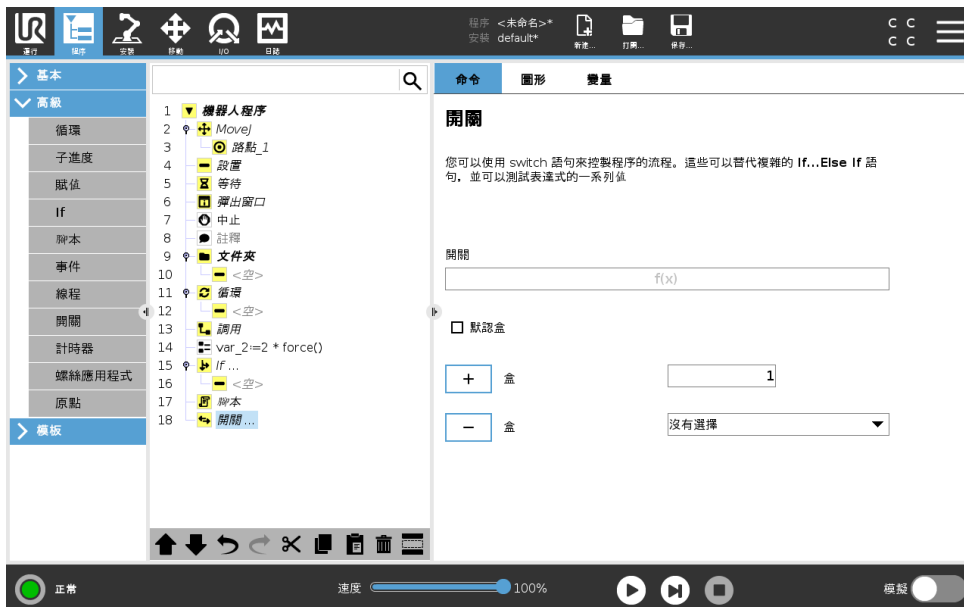 UR
運行
程序
安裝
移動
I/O
日誌
程序 <未命名>*
安裝 default*
新建...
打開...
保存...
C C
C C
基本
高級
循環
子進度
賦值
If
腳本
事件
線程
開關
計時器
螺絲應用程式
原點
模板
1 機器人程序
2 MoveJ
3 路點_1
4 設置
5 等待
6 彈出窗口
7 中止
8 註釋
9 文件夾
10 <空>
11 循環
12 <空>
13 調用
14 var_2≔2 * force()
15 If ...
16 <空>
17 腳本
18 開關 ...
命令 圖形 變量
開關
您可以使用 switch 語句來控製程序的流程。這些可以替代複雜的 If...Else If 語
句，並可以測試表達式的一系列值
開關
f(x)
默認盒
+ 盒 1
− 盒 沒有選擇
正常
速度 100%
模擬